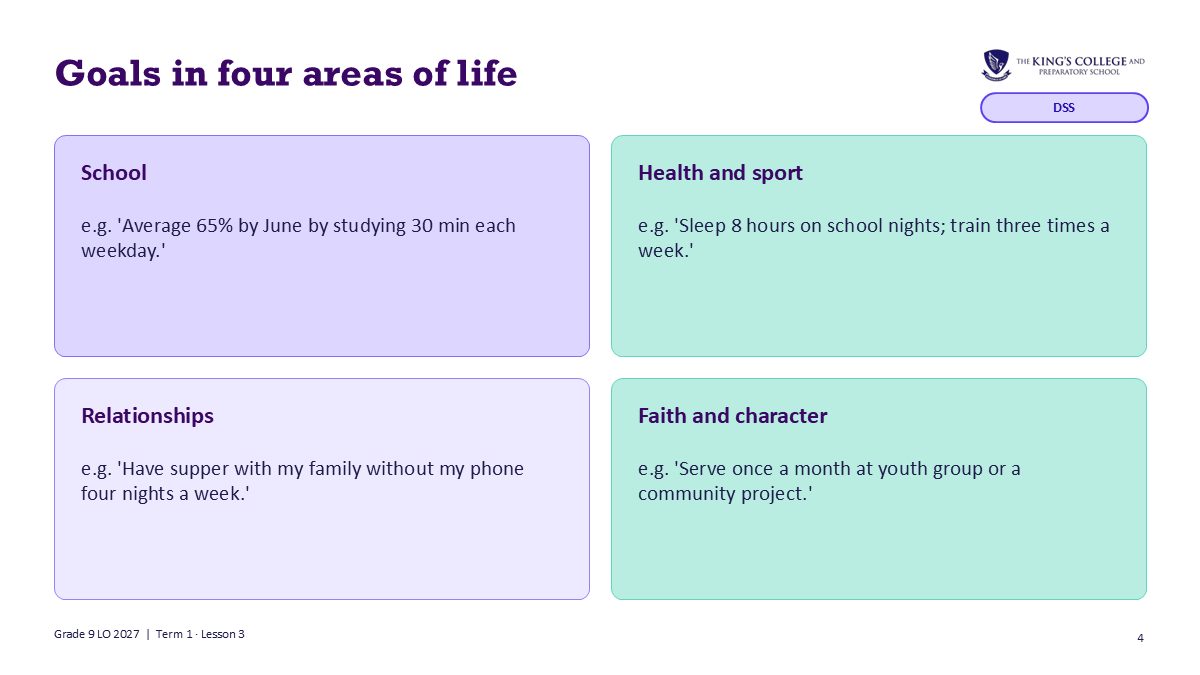 Goals in four areas of life
THE KING'S COLLEGE AND
PREPARATORY SCHOOL
DSS
School
e.g. 'Average 65% by June by studying 30 min each
weekday.'
Health and sport
e.g. 'Sleep 8 hours on school nights; train three times a
week.'
Relationships
e.g. 'Have supper with my family without my phone
four nights a week.'
Faith and character
e.g. 'Serve once a month at youth group or a
community project.'
Grade 9 LO 2027 | Term 1 · Lesson 3
4